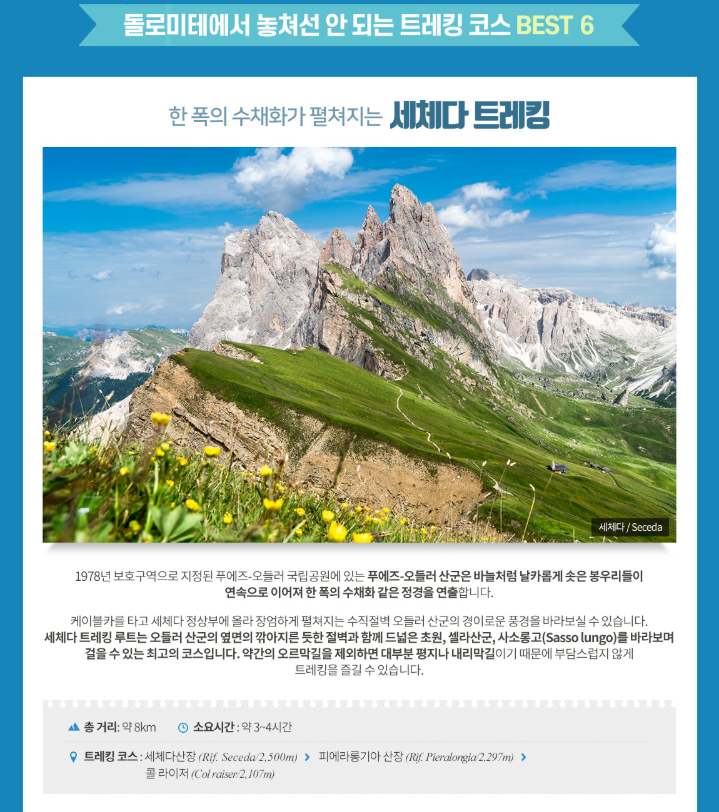 돌로미테에서 놓쳐선 안 되는 트레킹 코스 BEST 6
한 폭의 수채화가 펼쳐지는 세체다 트레킹
세체다 / Seceda
1978년 보호구역으로 지정된 푸에즈-오들러 국립공원에 있는 푸에즈-오들러 산군은 바늘처럼 날카롭게 솟은 봉우리들이
연속으로 이어져 한 폭의 수채화 같은 정경을 연출합니다.
케이블카를 타고 세체다 정상부에 올라 장엄하게 펼쳐지는 수직절벽 오들러 산군의 경이로운 풍경을 바라보실 수 있습니다.
세체다 트레킹 루트는 오들러 산군의 옆면의 깎아지른 듯한 절벽과 함께 드넓은 초원, 셀라산군, 사소롱고(Sasso lungo)를 바라보며
걸을 수 있는 최고의 코스입니다. 약간의 오르막길을 제외하면 대부분 평지나 내리막길이기 때문에 부담스럽지 않게
트레킹을 즐길 수 있습니다.
총 거리: 약 8km 소요시간 : 약 3~4시간
트레킹 코스 : 세체다산장 (Rif. Seceda/2,500m) > 피에라롱기아 산장 (Rif. Pieralongia/2,297m) >
콜 라이저 (Col raiser/2,107m)